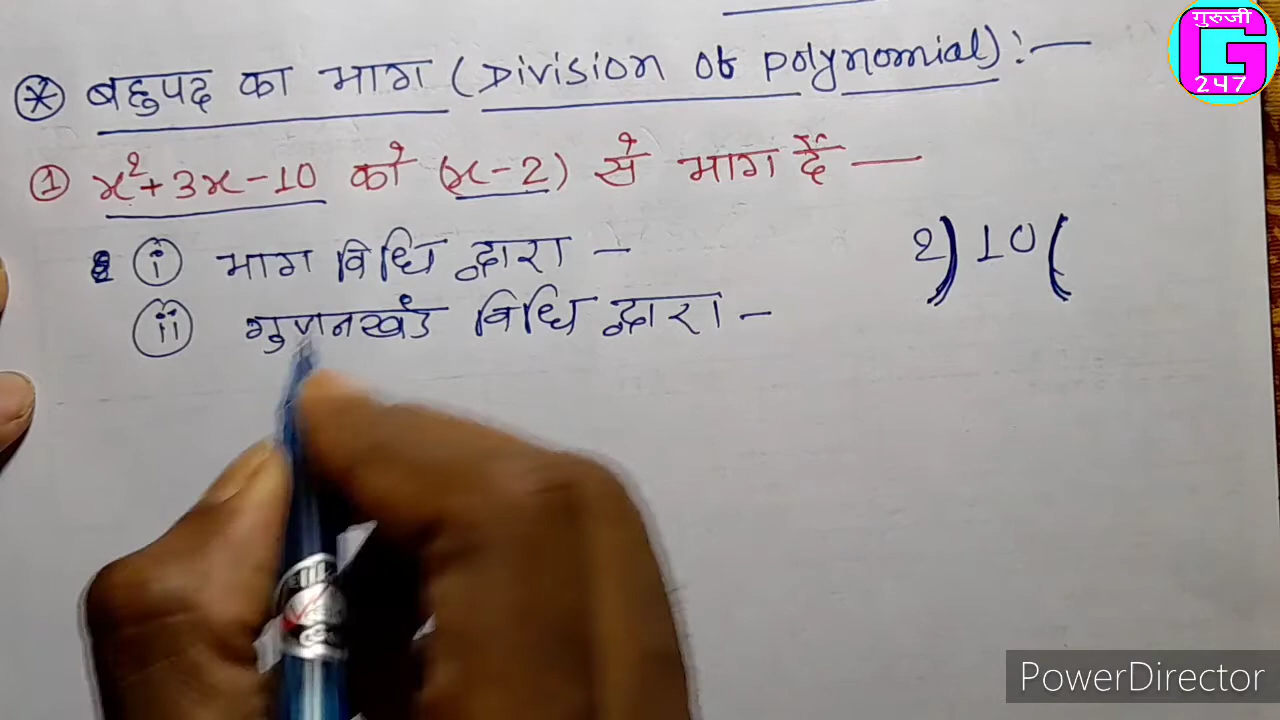 गुरुजी
G
247
* बहुपद का भाग (Division of polynomial) :—
① x²+3x-10 को (x-2) से भाग दें —
(i) भाग विधि द्वारा –
2)10(
(ii) गुणनखंड विधि द्वारा –
PowerDirector